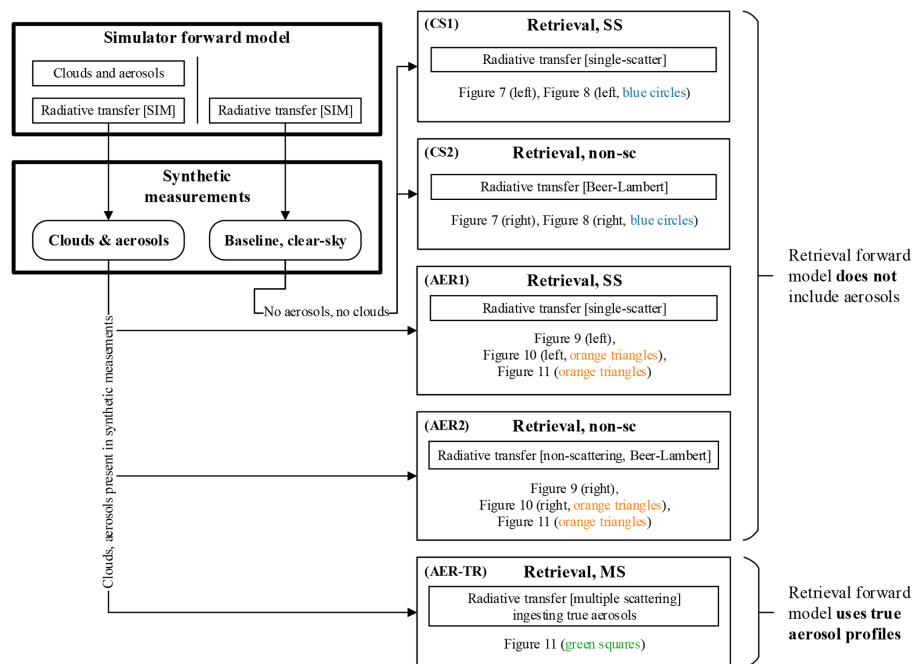 Simulator forward model
Clouds and aerosols
Radiative transfer [SIM]
Radiative transfer [SIM]
Synthetic
measurements
Clouds & aerosols
Baseline, clear-sky
No aerosols, no clouds
Clouds, aerosols present in synthetic measements
(CS1) Retrieval, SS
Radiative transfer [single-scatter]
Figure 7 (left), Figure 8 (left, blue circles)
(CS2) Retrieval, non-sc
Radiative transfer [Beer-Lambert]
Figure 7 (right), Figure 8 (right, blue circles)
(AER1) Retrieval, SS
Radiative transfer [single-scatter]
Figure 9 (left),
Figure 10 (left, orange triangles),
Figure 11 (orange triangles)
(AER2) Retrieval, non-sc
Radiative transfer [non-scattering, Beer-Lambert]
Figure 9 (right),
Figure 10 (right, orange triangles),
Figure 11 (orange triangles)
(AER-TR) Retrieval, MS
Radiative transfer [multiple scattering]
ingesting true aerosols
Figure 11 (green squares)
Retrieval forward
model does not
include aerosols
Retrieval forward
model uses true
aerosol profiles